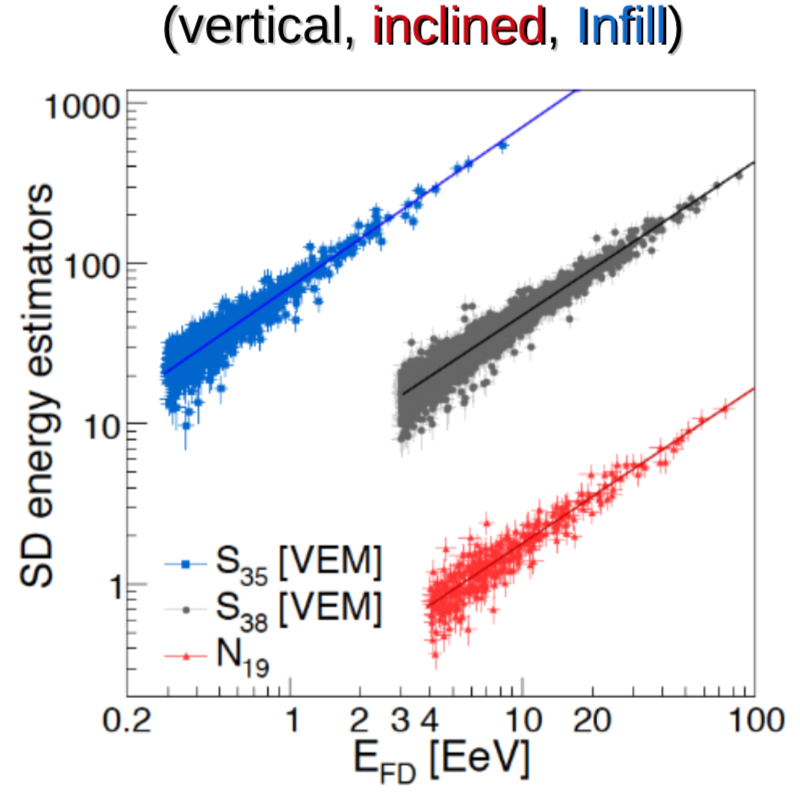 (vertical, inclined, Infill)
1000
100
10
1
SD energy estimators
S35 [VEM]
S38 [VEM]
N19
0.2 1 2 3 4 10 20 100
EFD [EeV]